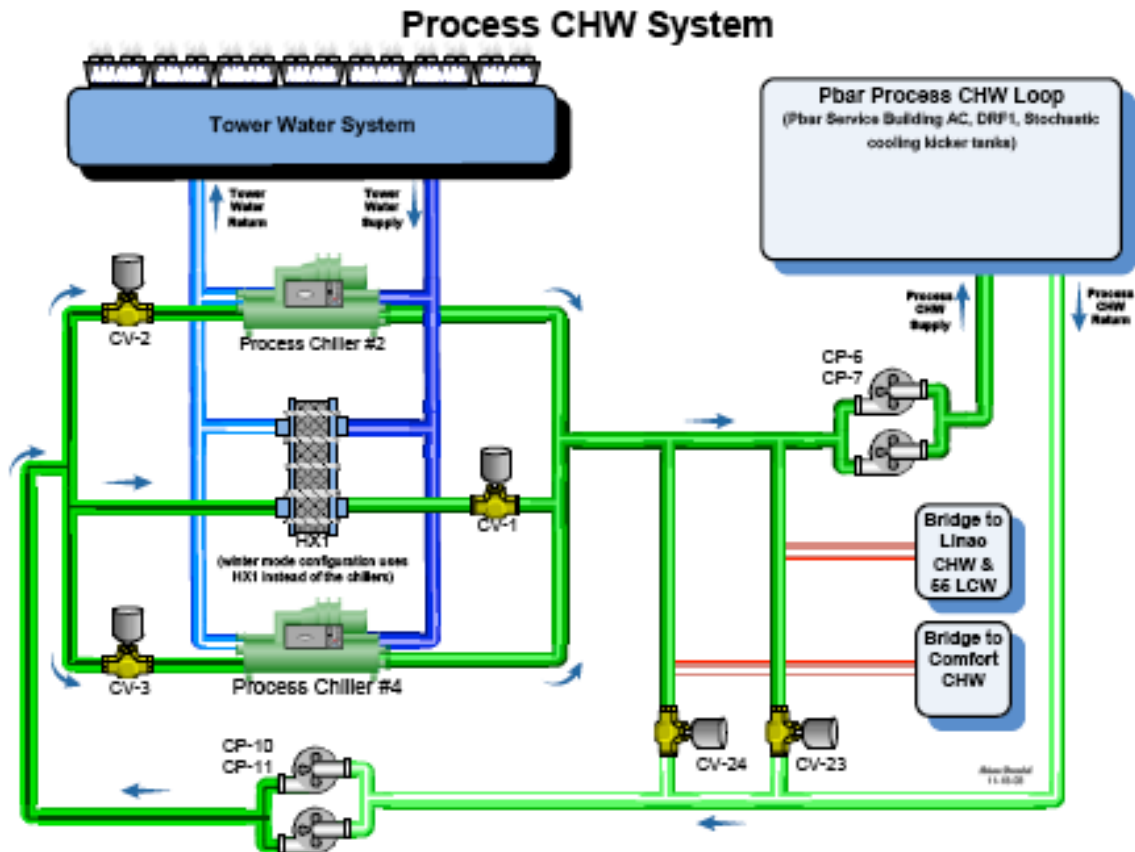 Process CHW System
Tower Water System
Pbar Process CHW Loop
(Pbar Service Building AC, DRF1, Stochastic
cooling kicker tanks)
Tower
Water
Return
Tower
Water
Supply
CV-2
Process Chiller #2
Process
CHW
Supply
Process
CHW
Return
CP-6
CP-7
CV-1
HX1
(winter mode configuration uses
HX1 instead of the chillers)
Bridge to
Linac
CHW &
55 LCW
Bridge to
Comfort
CHW
CV-3
Process Chiller #4
CP-10
CP-11
CV-24
CV-23